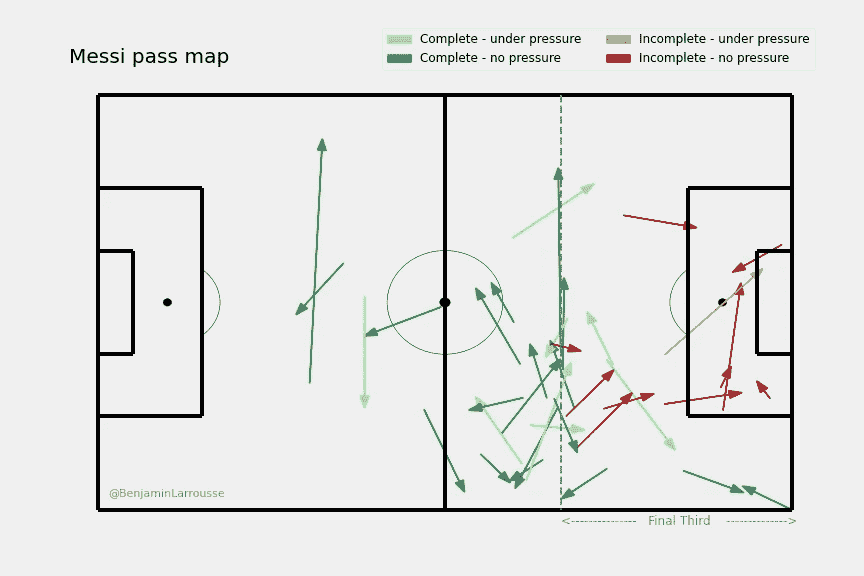 Messi pass map
Complete - under pressure
Complete - no pressure
Incomplete - under pressure
Incomplete - no pressure
@BenjaminLarrousse
<---------------- Final Third ---------------->